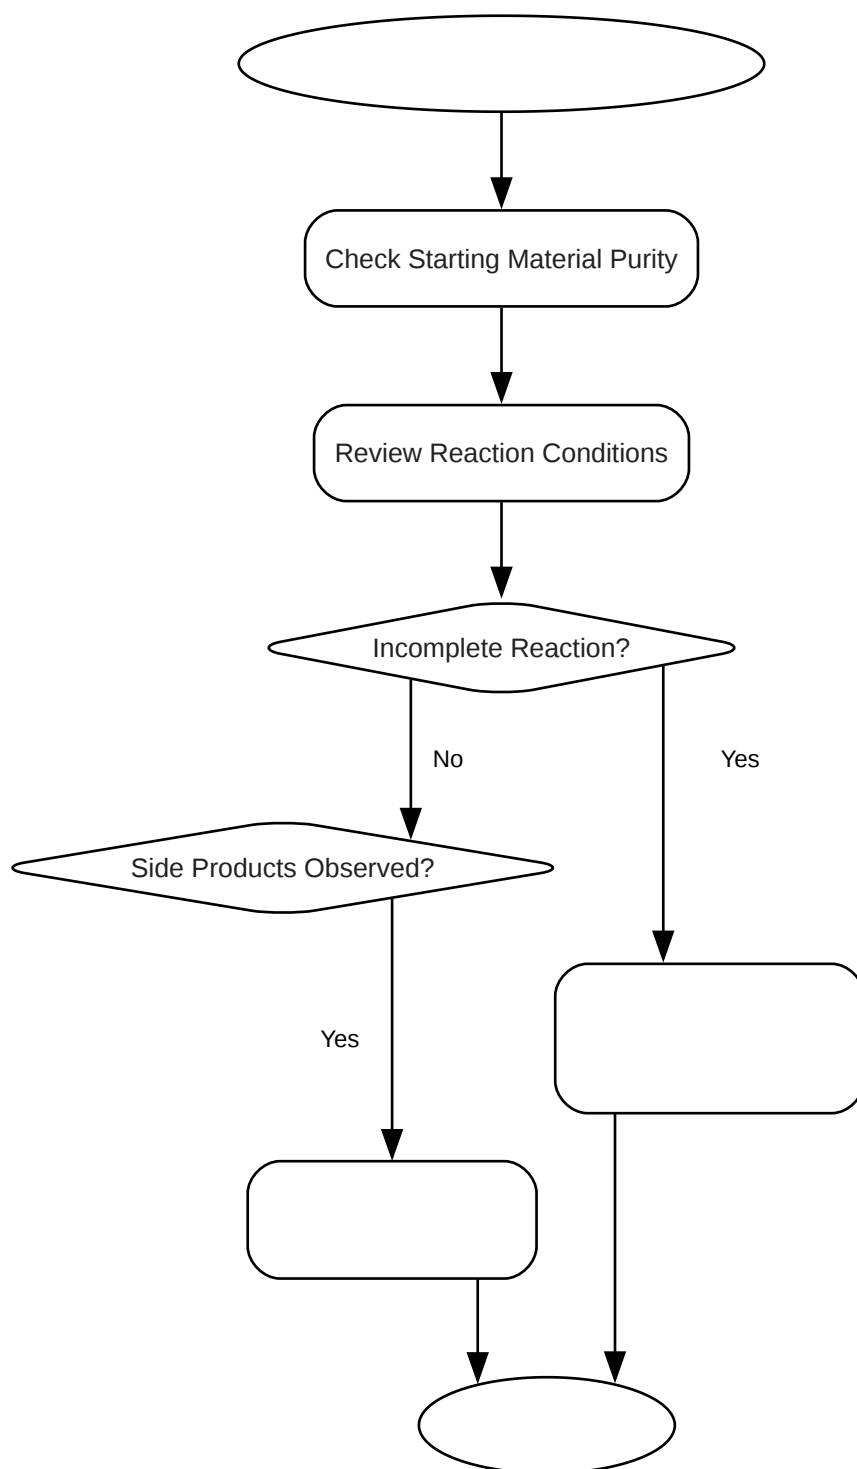 Check Starting Material Purity
Review Reaction Conditions
Incomplete Reaction?
No
Yes
Side Products Observed?
Yes